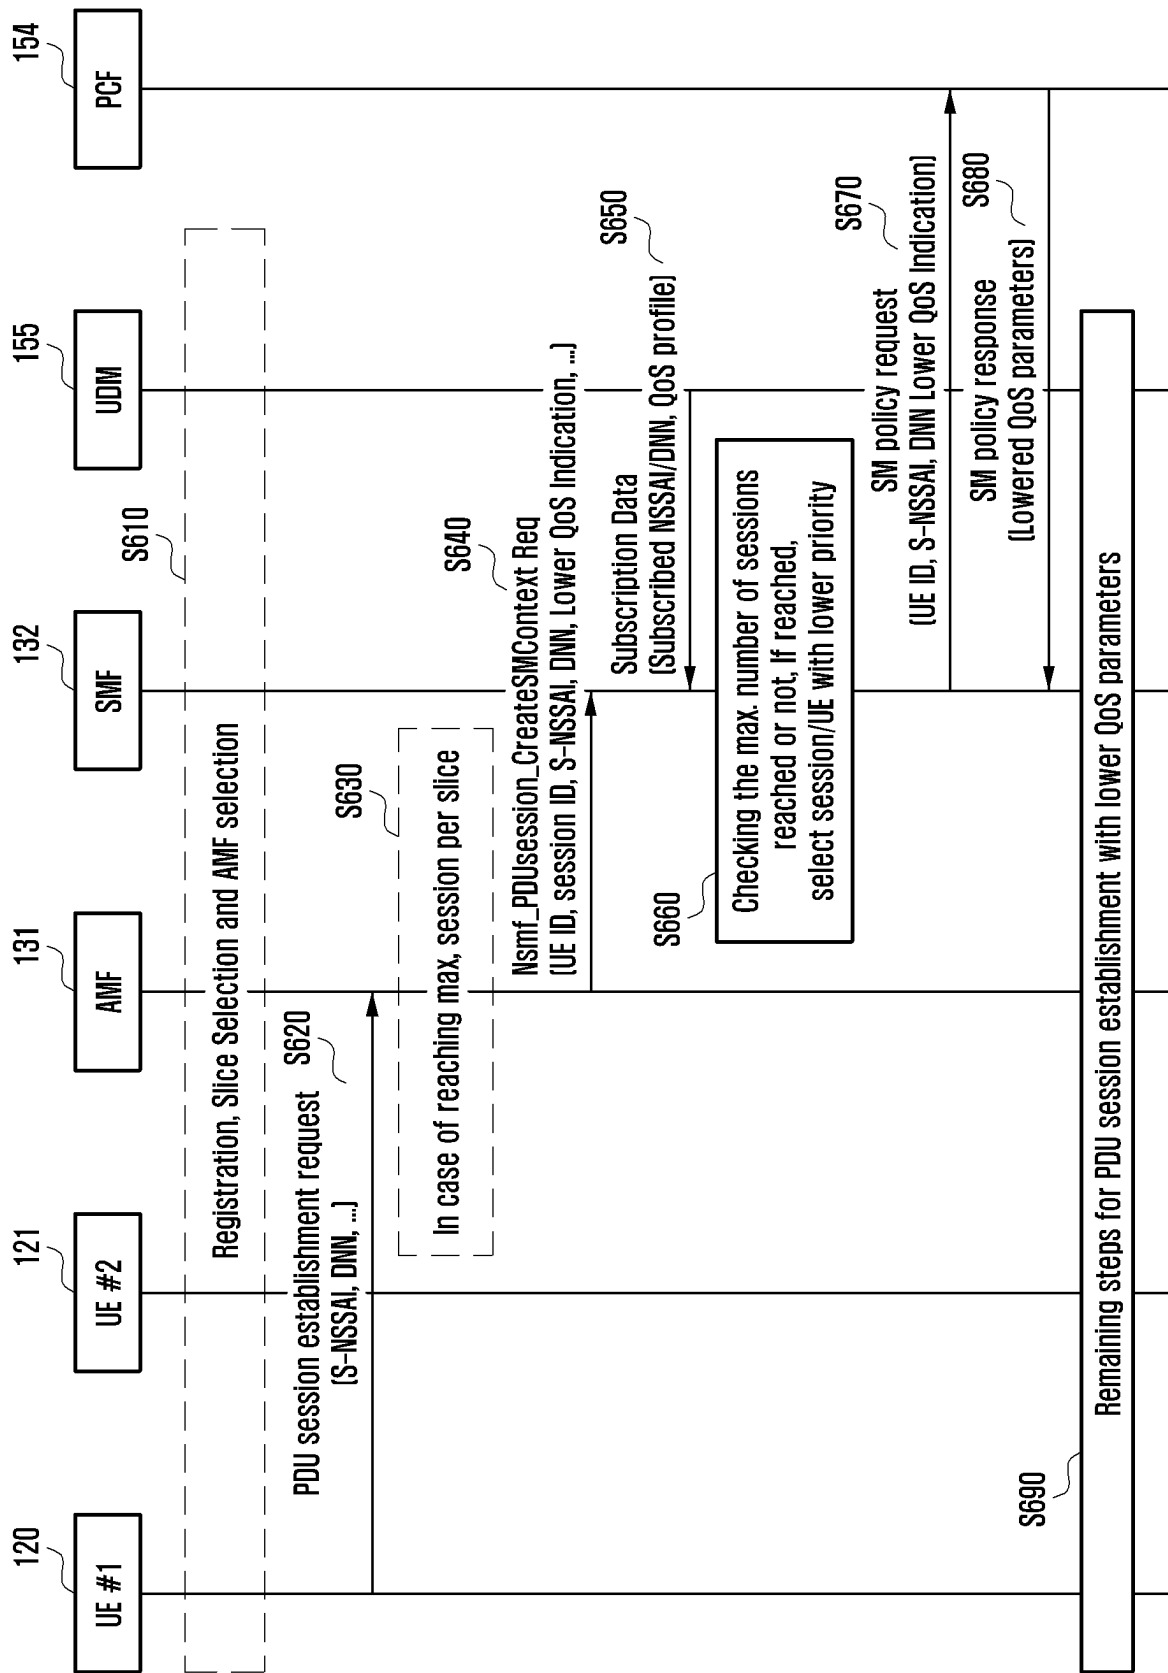 120
121
131
132
155
154
UE #1
UE #2
AMF
SMF
UDM
PCF
S610
Registration, Slice Selection and AMF selection
PDU session establishment request
(S-NSSAI, DNN, ...)
S620
S630
In case of reaching max, session per slice
S640
Nsmf_PDUsession_CreateSMContext Req
(UE ID, session ID, S-NSSAI, DNN, Lower QoS Indication, ...)
S650
Subscription Data
(Subscribed NSSAI/DNN, QoS profile)
S660
Checking the max. number of sessions
reached or not, If reached,
select session/UE with lower priority
S670
SM policy request
(UE ID, S-NSSAI, DNN Lower QoS Indication)
S680
SM policy response
(Lowered QoS parameters)
S690
Remaining steps for PDU session establishment with lower QoS parameters